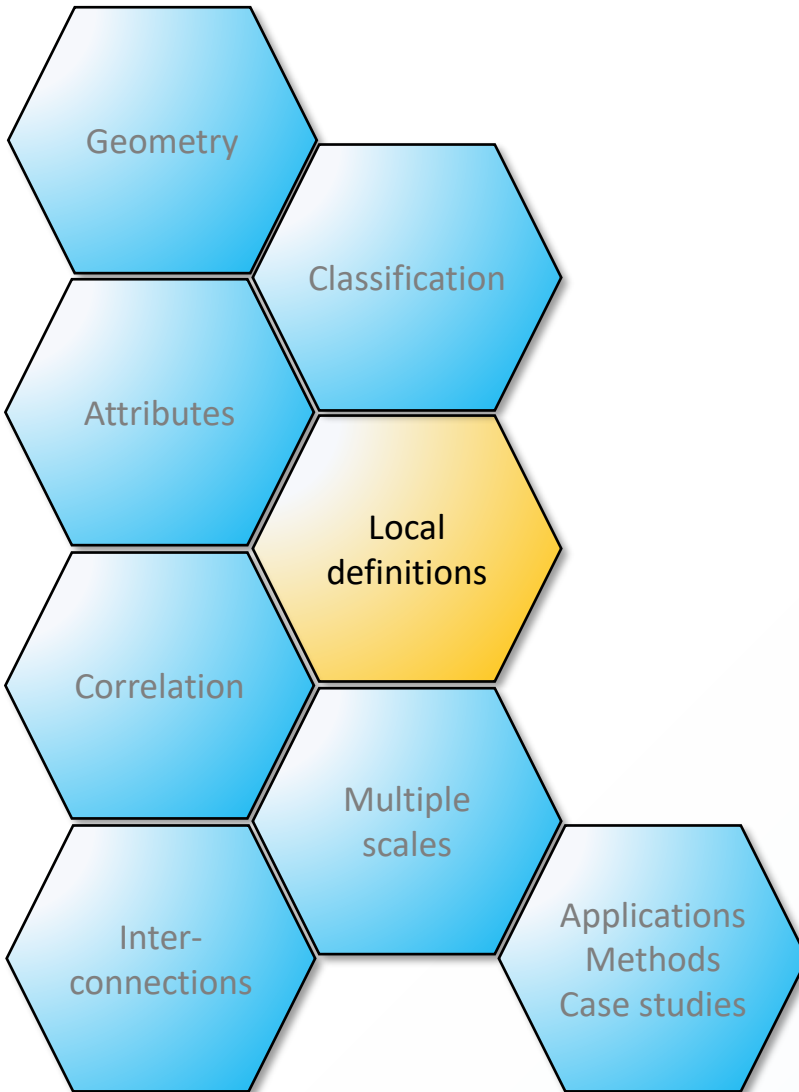 Geometry
Classification
Attributes
Local
definitions
Correlation
Multiple
scales
Inter-
connections
Applications
Methods
Case studies